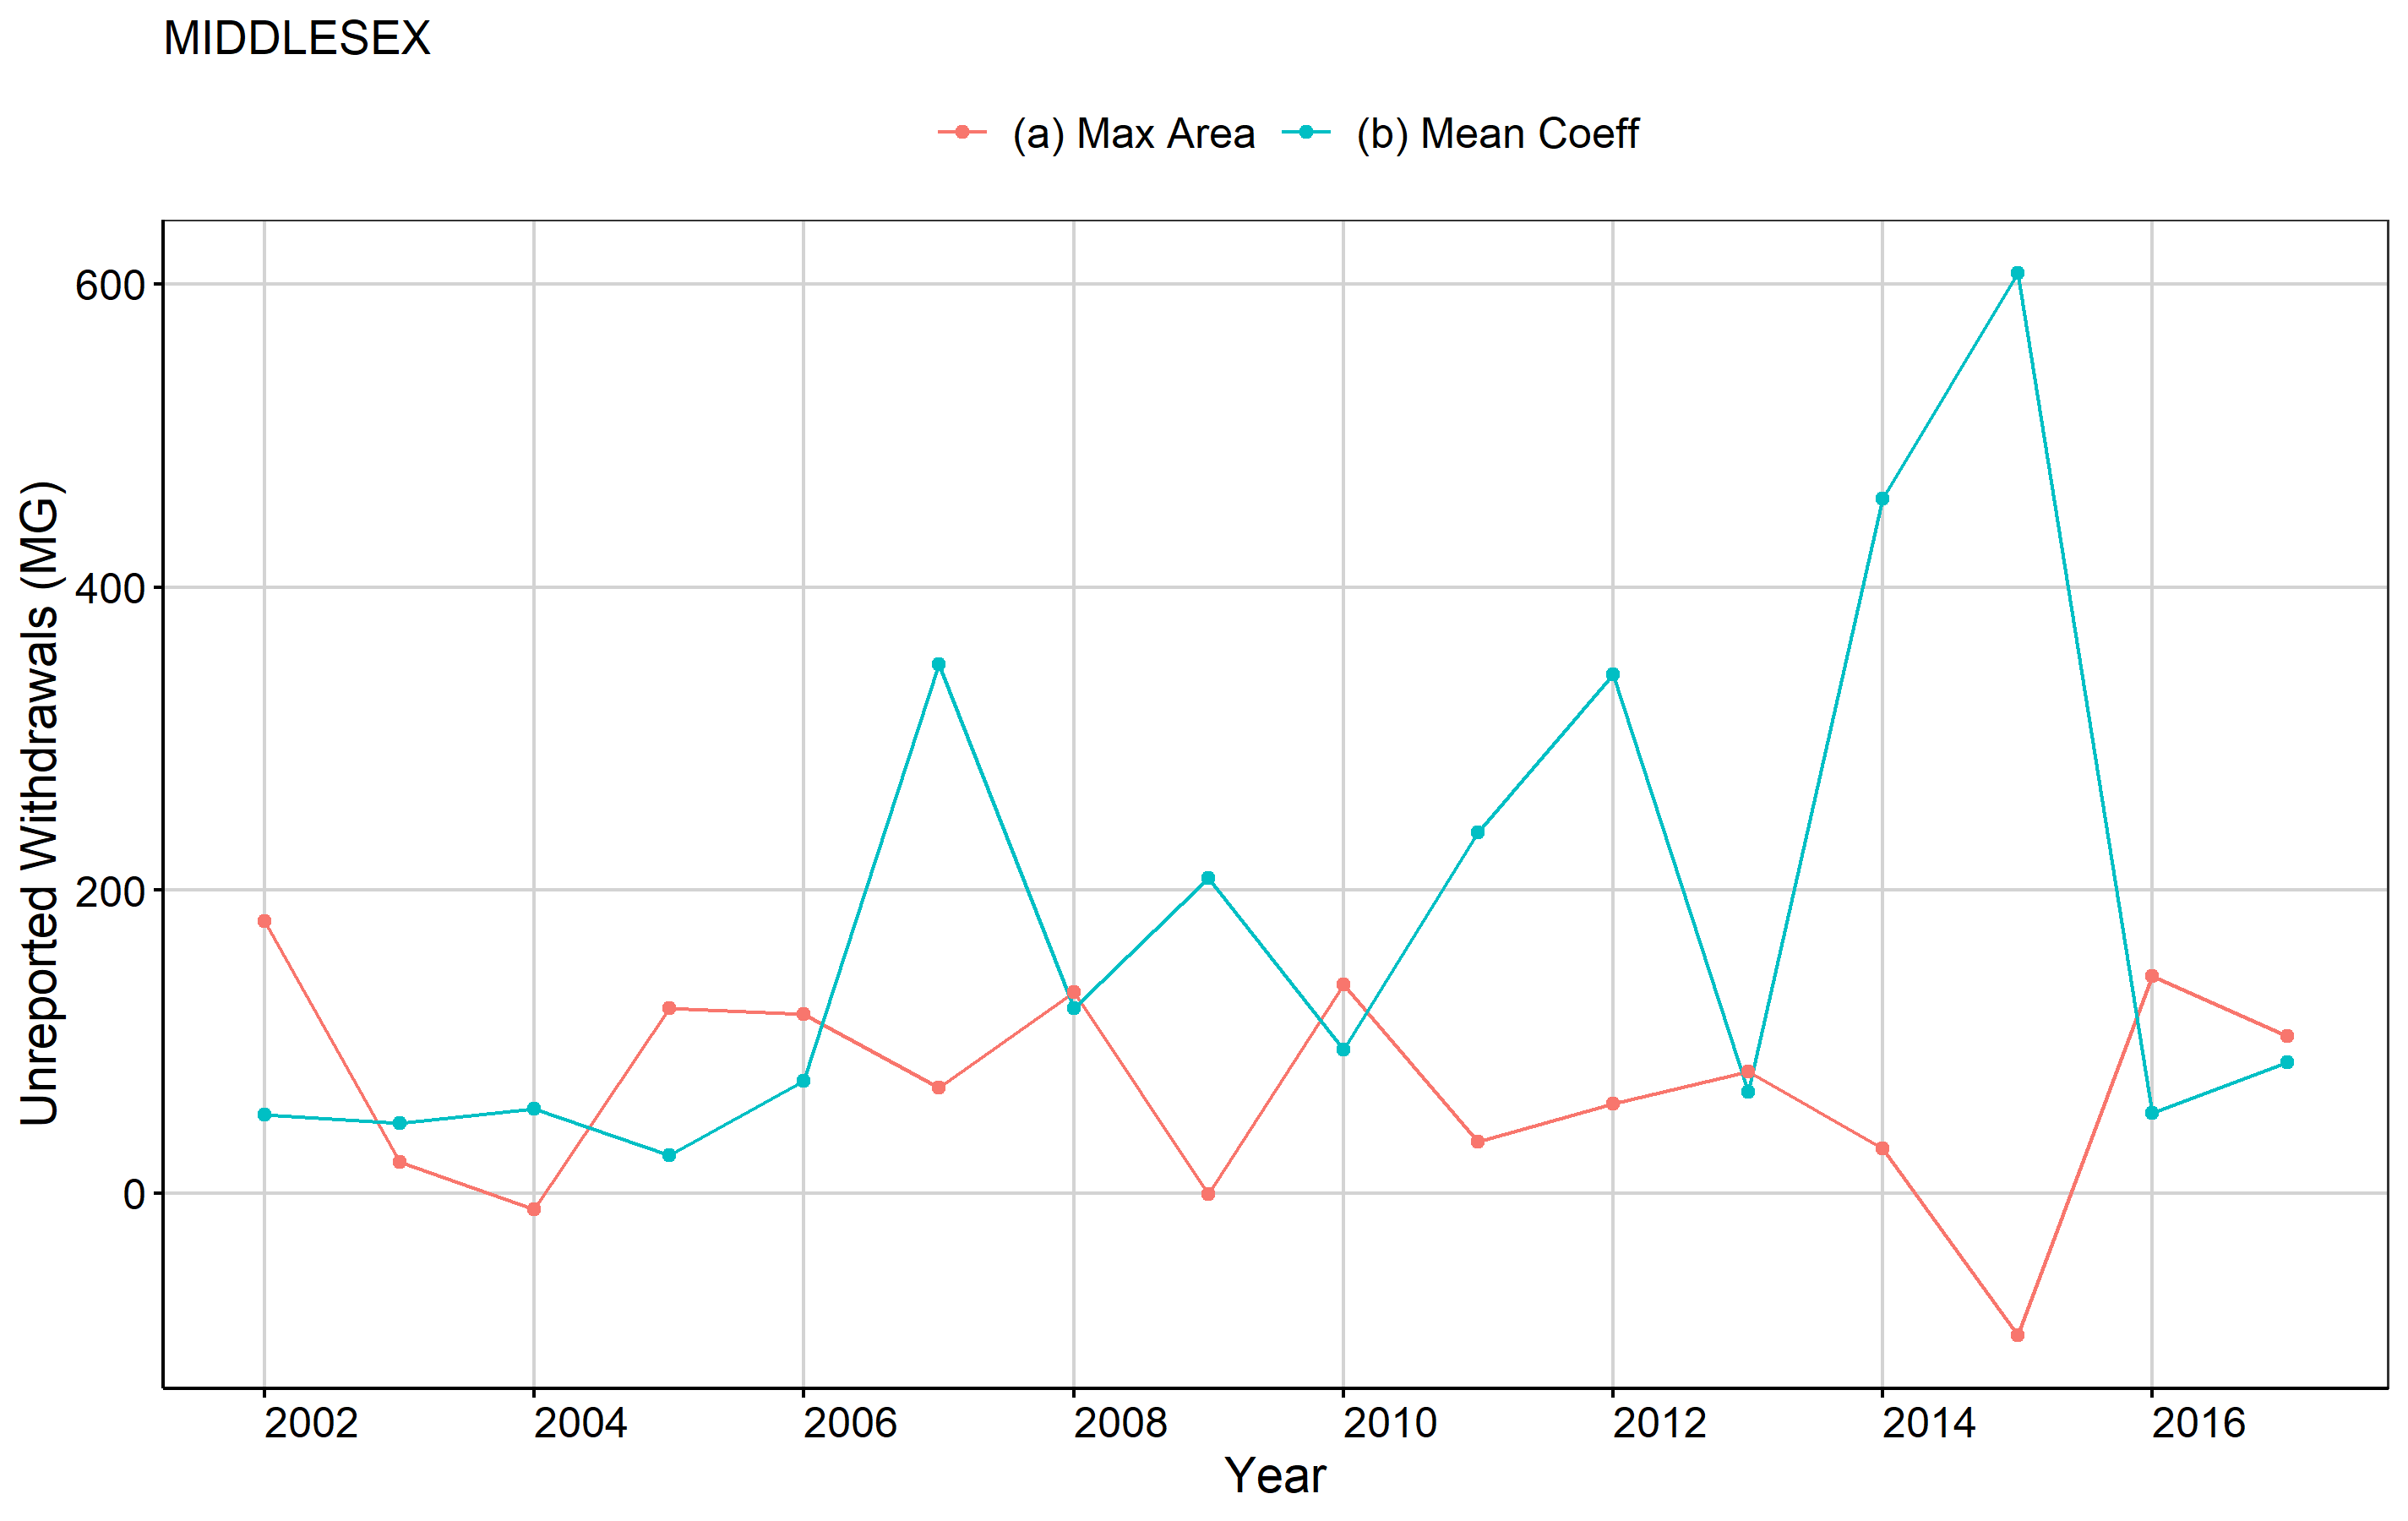 MIDDLESEX
(a) Max Area (b) Mean Coeff
Unreported Withdrawals (MG)
600
400
200
0
2002 2004 2006 2008 2010 2012 2014 2016
Year